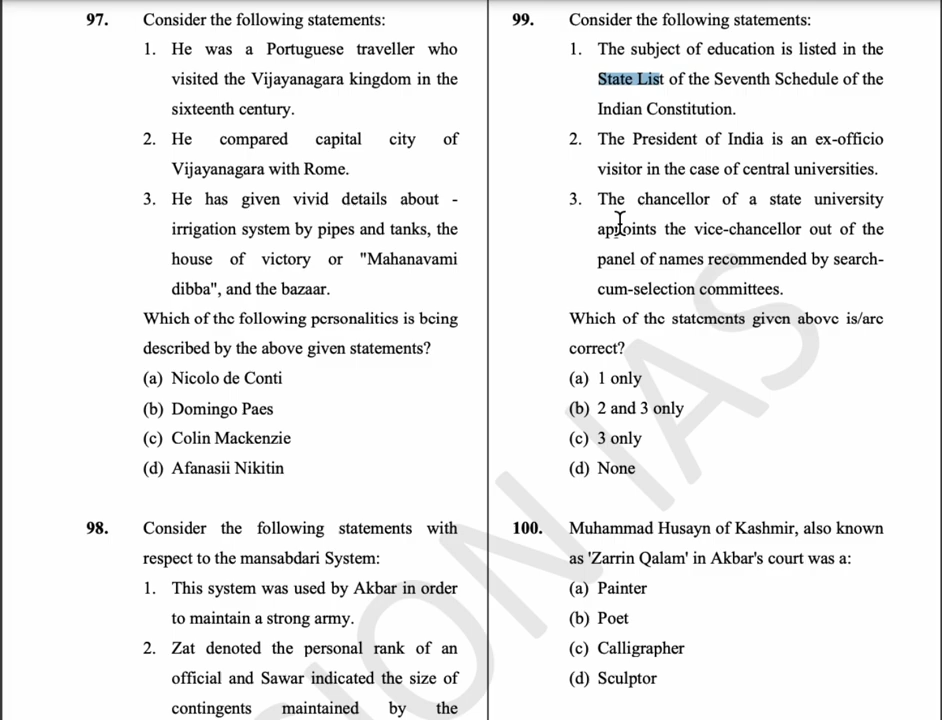 97. Consider the following statements:
1. He was a Portuguese traveller who
visited the Vijayanagara kingdom in the
sixteenth century.
2. He compared capital city of
Vijayanagara with Rome.
3. He has given vivid details about -
irrigation system by pipes and tanks, the
house of victory or "Mahanavami
dibba", and the bazaar.
Which of the following personalities is being
described by the above given statements?
(a) Nicolo de Conti
(b) Domingo Paes
(c) Colin Mackenzie
(d) Afanasii Nikitin
98. Consider the following statements with
respect to the mansabdari System:
1. This system was used by Akbar in order
to maintain a strong army.
2. Zat denoted the personal rank of an
official and Sawar indicated the size of
contingents maintained by the
99. Consider the following statements:
1. The subject of education is listed in the
State List of the Seventh Schedule of the
Indian Constitution.
2. The President of India is an ex-officio
visitor in the case of central universities.
3. The chancellor of a state university
appoints the vice-chancellor out of the
panel of names recommended by search-
cum-selection committees.
Which of the statements given above is/are
correct?
(a) 1 only
(b) 2 and 3 only
(c) 3 only
(d) None
100. Muhammad Husayn of Kashmir, also known
as 'Zarrin Qalam' in Akbar's court was a:
(a) Painter
(b) Poet
(c) Calligrapher
(d) Sculptor
ION IAS